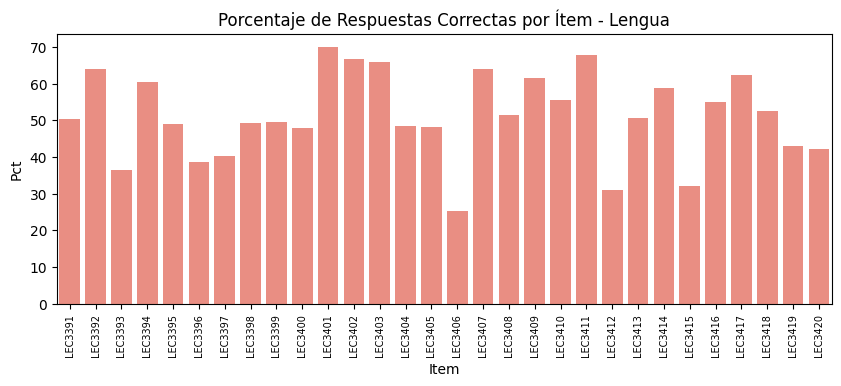 Porcentaje de Respuestas Correctas por Ítem - Lengua
Pct
70
60
50
40
30
20
10
0
LEC3391
LEC3392
LEC3393
LEC3394
LEC3395
LEC3396
LEC3397
LEC3398
LEC3399
LEC3400
LEC3401
LEC3402
LEC3403
LEC3404
LEC3405
LEC3406
LEC3407
LEC3408
LEC3409
LEC3410
LEC3411
LEC3412
LEC3413
LEC3414
LEC3415
LEC3416
LEC3417
LEC3418
LEC3419
LEC3420
Item